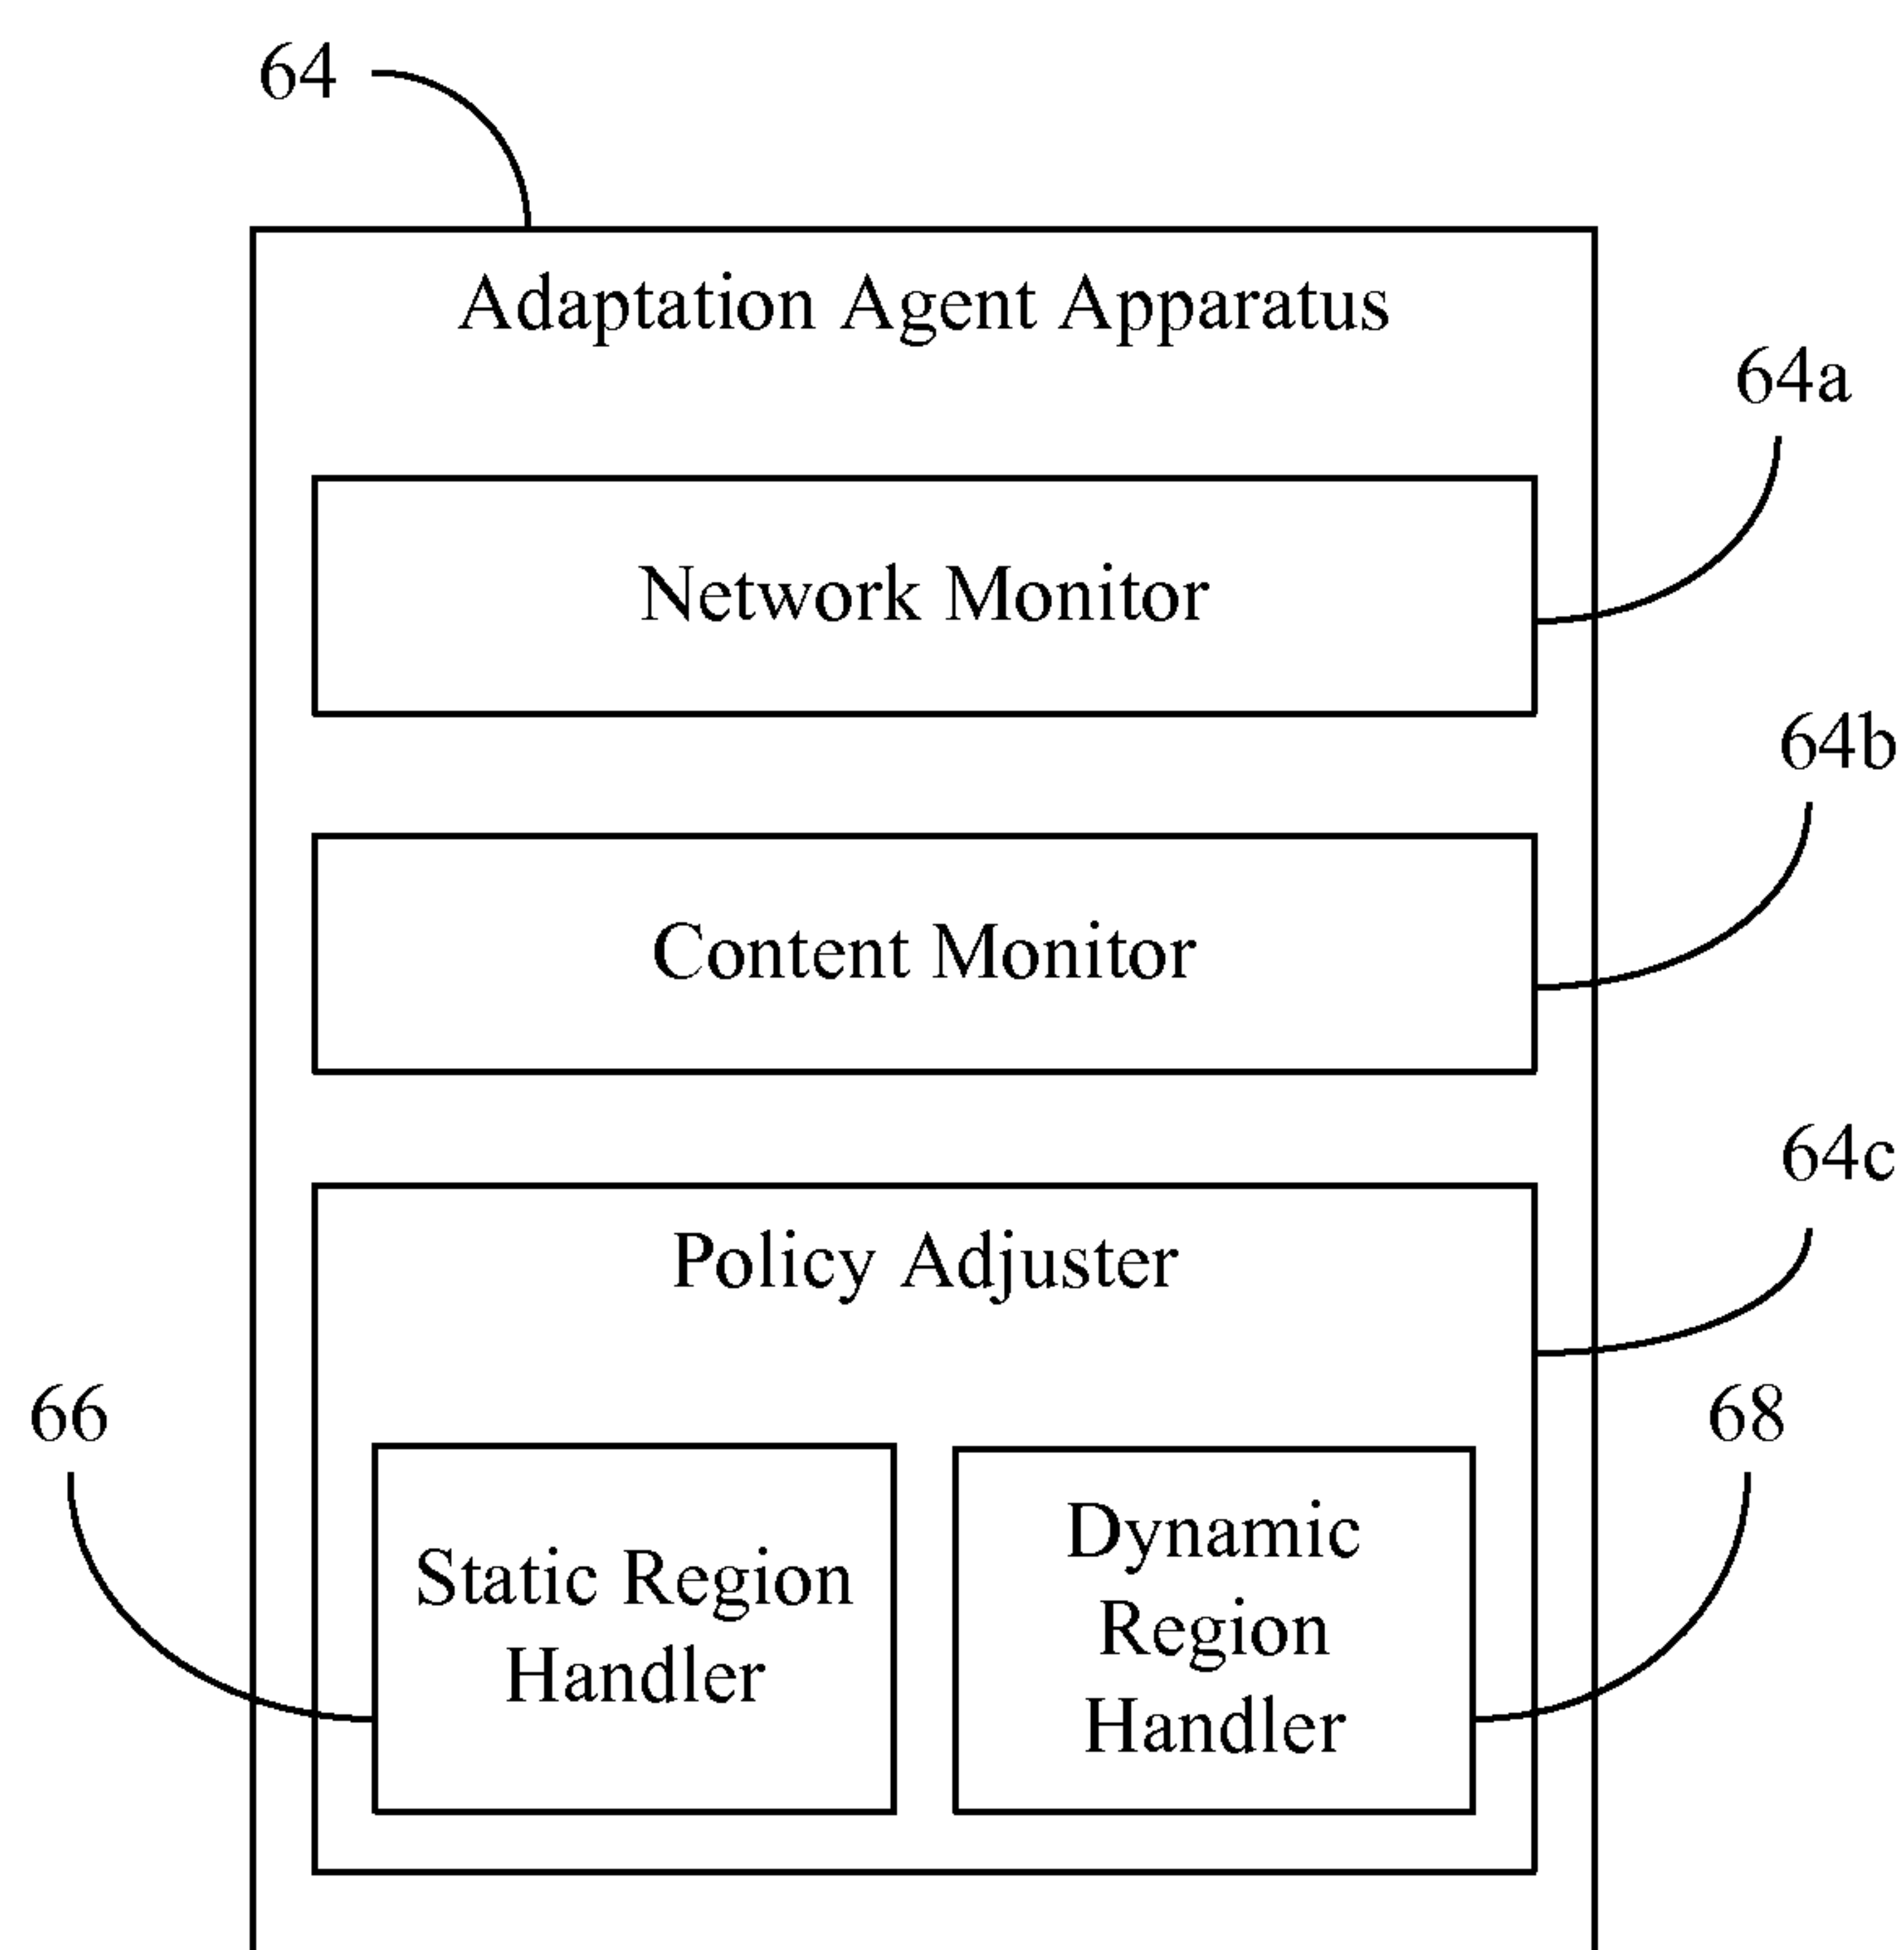 64
Adaptation Agent Apparatus
64a
Network Monitor
64b
Content Monitor
64c
Policy Adjuster
66
68
Static Region
Handler
Dynamic
Region
Handler